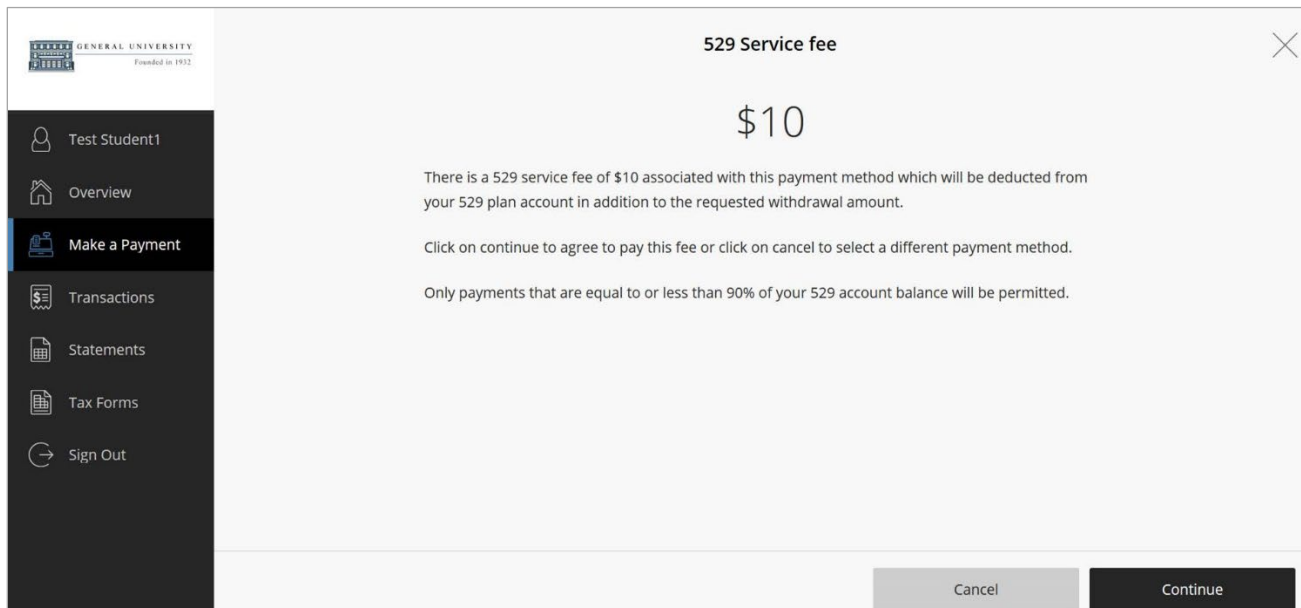 GENERAL UNIVERSITY
Founded in 1932
Test Student1
Overview
Make a Payment
Transactions
Statements
Tax Forms
Sign Out
529 Service fee
$10
There is a 529 service fee of $10 associated with this payment method which will be deducted from
your 529 plan account in addition to the requested withdrawal amount.
Click on continue to agree to pay this fee or click on cancel to select a different payment method.
Only payments that are equal to or less than 90% of your 529 account balance will be permitted.
Cancel
Continue